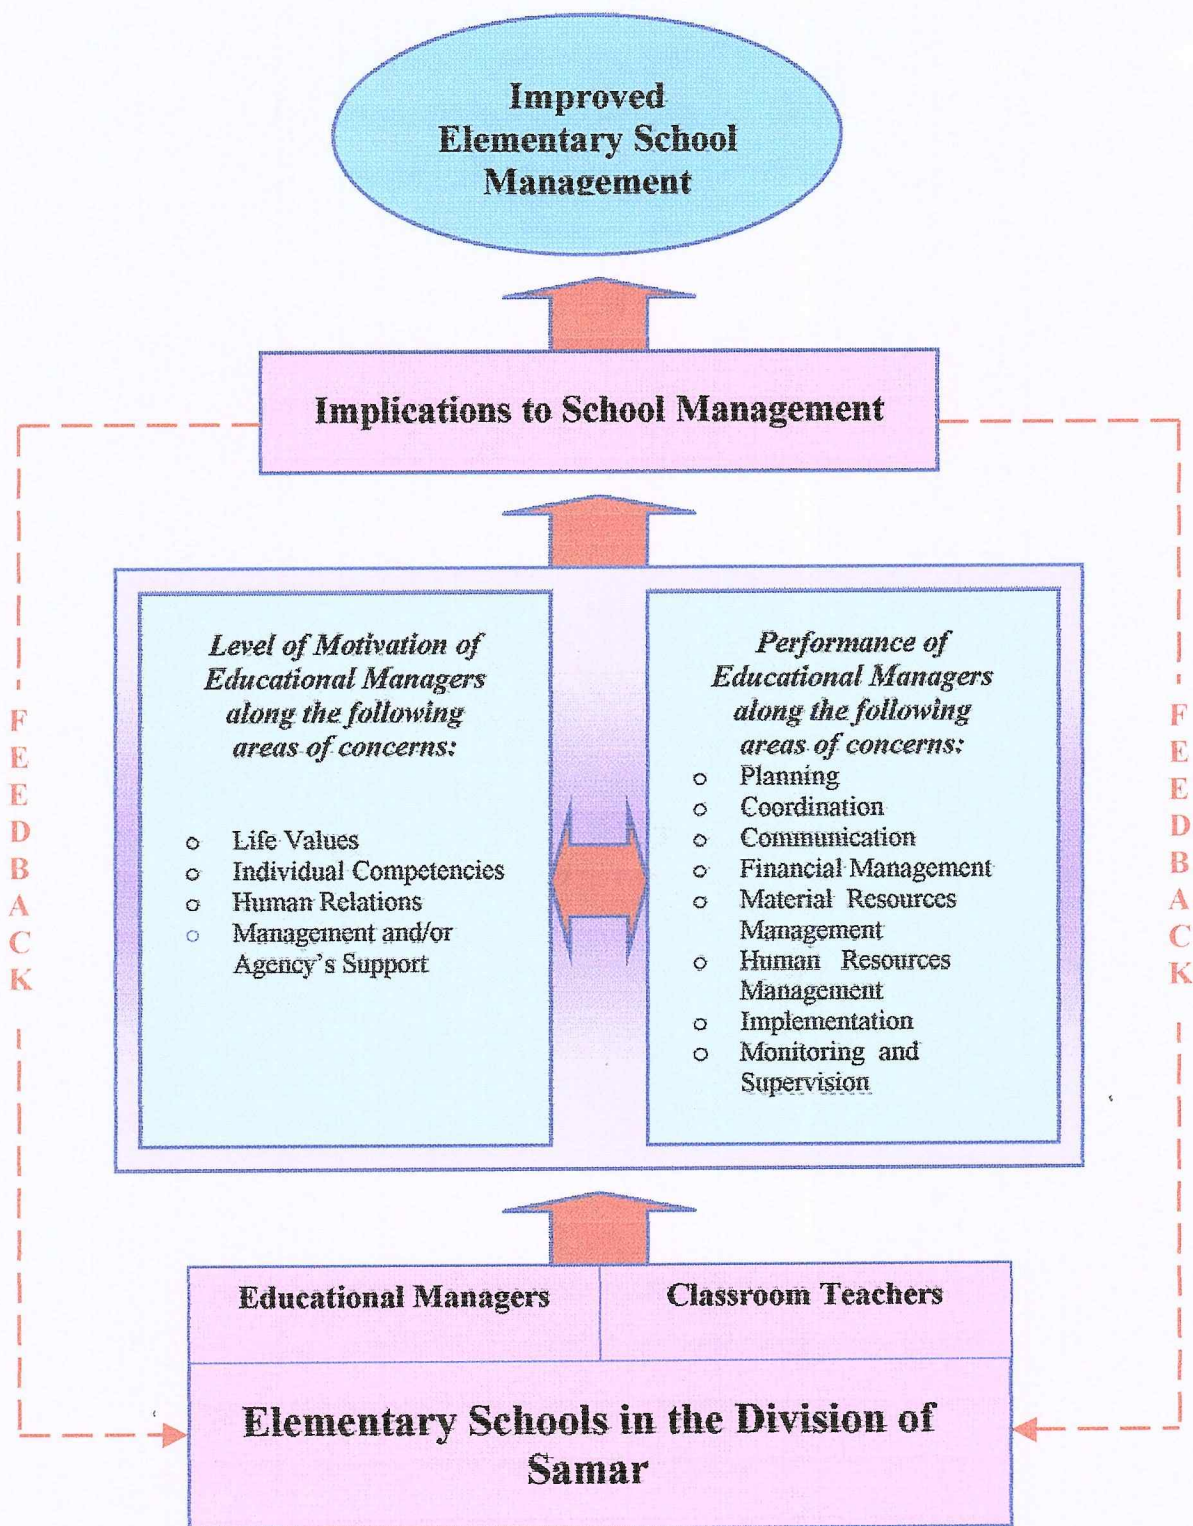 Improved
Elementary School
Management
Implications to School Management
FEEDBACK
Level of Motivation of
Educational Managers
along the following
areas of concerns:
o Life Values
o Individual Competencies
o Human Relations
o Management and/or
Agency's Support
Performance of
Educational Managers
along the following
areas of concerns:
o Planning
o Coordination
o Communication
o Financial Management
o Material Resources
Management
o Human Resources
Management
o Implementation
o Monitoring and
Supervision
FEEDBACK
Educational Managers
Classroom Teachers
Elementary Schools in the Division of
Samar